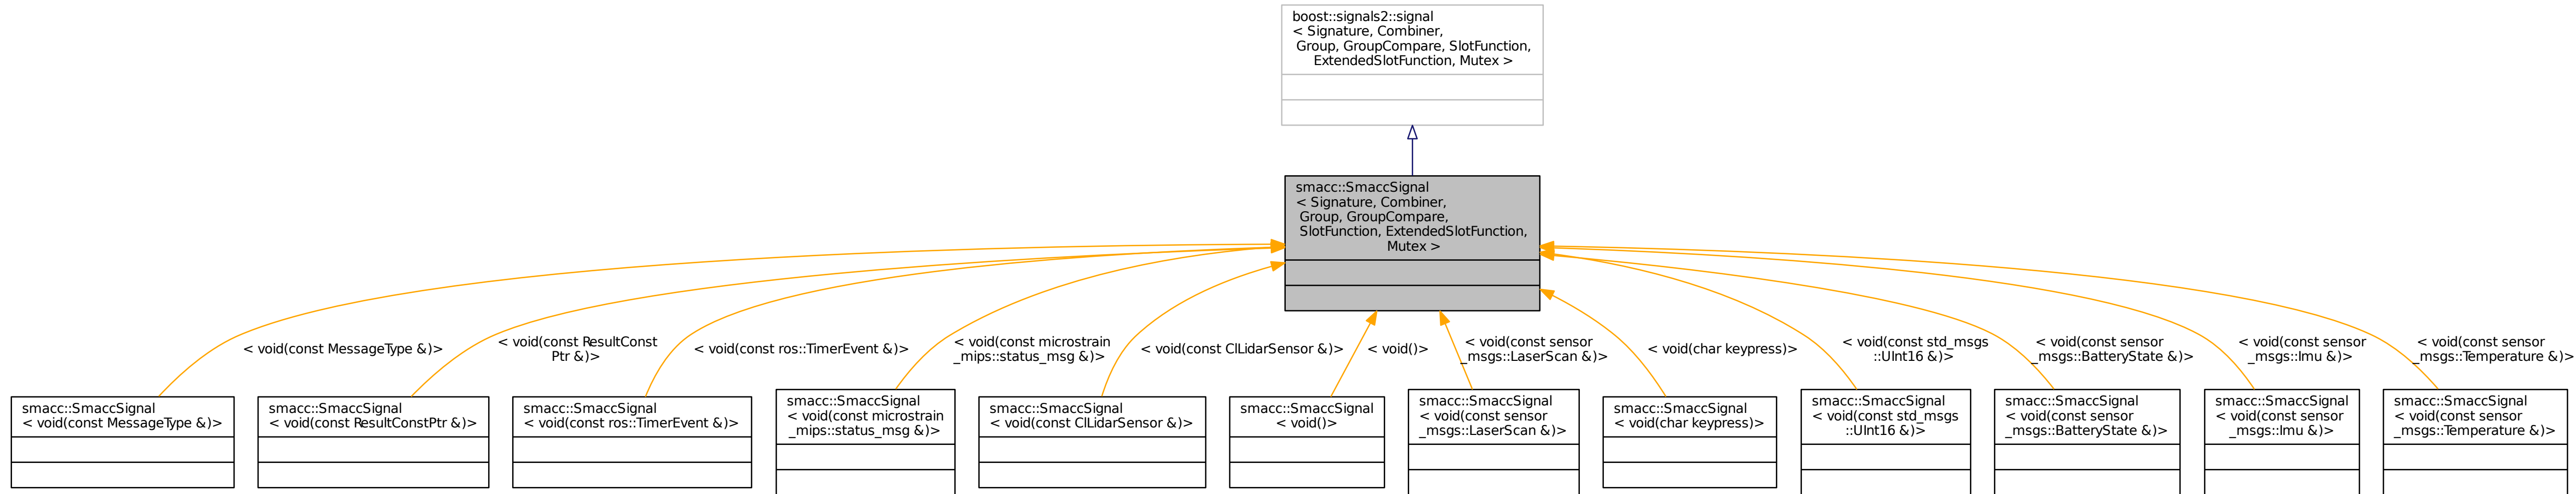 boost::signals2::signal
< Signature, Combiner,
Group, GroupCompare, SlotFunction,
ExtendedSlotFunction, Mutex >
smacc::SmaccSignal
< Signature, Combiner,
Group, GroupCompare,
SlotFunction, ExtendedSlotFunction,
Mutex >
< void(const MessageType &)>
< void(const ResultConst
Ptr &)>
< void(const ros::TimerEvent &)>
< void(const microstrain
_mips::status_msg &)>
< void(const ClLidarSensor &)>
< void()>
< void(const sensor
_msgs::LaserScan &)>
< void(char keypress)>
< void(const std_msgs
::UInt16 &)>
< void(const sensor
_msgs::BatteryState &)>
< void(const sensor
_msgs::Imu &)>
< void(const sensor
_msgs::Temperature &)>
smacc::SmaccSignal
< void(const MessageType &)>
smacc::SmaccSignal
< void(const ResultConstPtr &)>
smacc::SmaccSignal
< void(const ros::TimerEvent &)>
smacc::SmaccSignal
< void(const microstrain
_mips::status_msg &)>
smacc::SmaccSignal
< void(const ClLidarSensor &)>
smacc::SmaccSignal
< void()>
smacc::SmaccSignal
< void(const sensor
_msgs::LaserScan &)>
smacc::SmaccSignal
< void(char keypress)>
smacc::SmaccSignal
< void(const std_msgs
::UInt16 &)>
smacc::SmaccSignal
< void(const sensor
_msgs::BatteryState &)>
smacc::SmaccSignal
< void(const sensor
_msgs::Imu &)>
smacc::SmaccSignal
< void(const sensor
_msgs::Temperature &)>